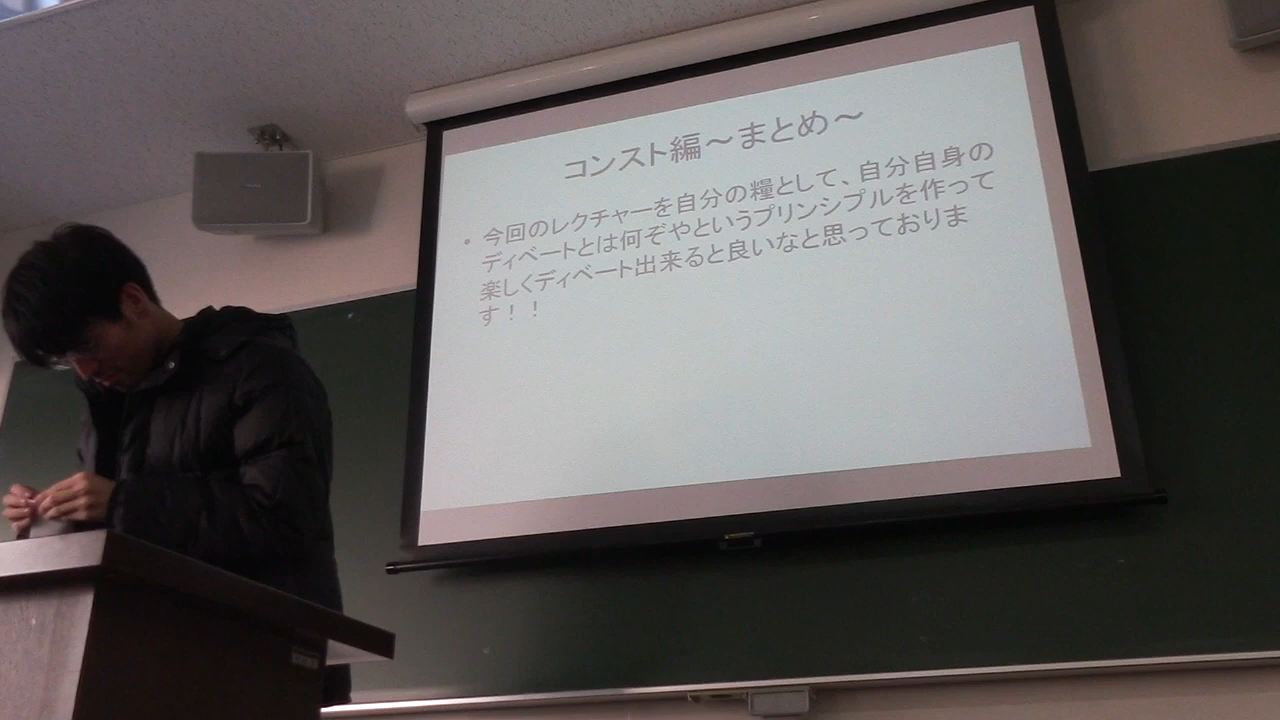 コンスト編～まとめ～
• 今回のレクチャーを自分の糧として、自分自身の
ディベートとは何ぞやというプリンシプルを作って
楽しくディベート出来ると良いなと思っておりま
す！！